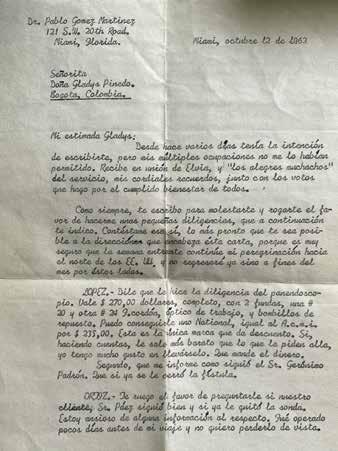 Dr. Pablo Gomez Martinez
121 S.W. 20th Road,
Miami, Florida.
Miami, octubre 12 de 1963
Señorita
Doña Gladys Pinedo.
Bogota, Colombia.
Mi estimada Gladys:
Desde hace varios días tenía la intención
de escribirte, pero mis múltiples ocupaciones no me lo habían
permitido. Recibe en unión de Elvia, y "los alegres muchachos"
del servicio, mis cordiales recuerdos, junto con los votos
que hago por el cumplido bienestar de todos.
Como siempre, te escribo para molestarte y rogarte el fa-
vor de hacerme unas pequeñas diligencias, que a continuación
te indico. Contéstame eso sí, lo más pronto que te sea posi-
ble a la direcciones que encabeza ésta carta, porque es muy
seguro que la semana entrante continúe mi peregrinación hacia
el norte de los EE. UU. y no regresaré ya sino a fines del
mes por éstos lados.
LOPEZ.- Dile que le hice la diligencia del panendosco-
pio. Vale $ 270,00 dollares, completo, con 2 fundas, una #
20 y otra # 24 F.cordón, óptico de trabajo, y bombillos de
repuesto. Puedo conseguirle uno National, igual al A.c.m.i.
por $ 235,00. Esta es la única marca que da descuento. Si,
haciendo cuentas, le sale más barato que lo que le piden allá,
yo tengo mucho gusto en llevárselo. Que mande el dinero.
Segundo, que me informe como siguió el Sr. Gerónimo
Padrón. Que si ya se le cerró la fístula.
ORTIZ.- Te ruego el favor de preguntarle si nuestro
cliente, Sr. Páez siguió bien y si ya le quitó la sonda.
Estoy ansioso de alguna información al respecto. Fué operado
pocos días antes de mi viaje y no quiero perderlo de vista.